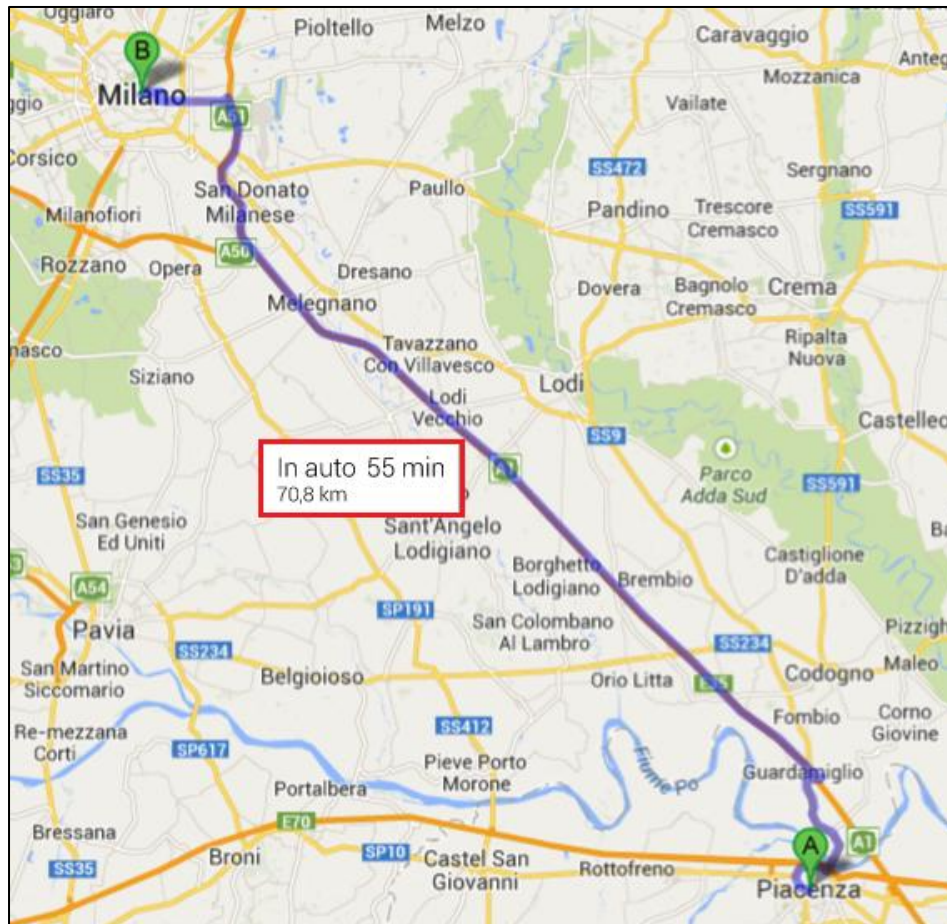 Oggiaro
Pioltello
Melzo
Caravaggio
Anteg
Mozzanica
B
Milano
ggio
A51
Vailate
Corsico
SS472
Sergnano
San Donato
Milanese
Paullo
Pandino
Trescore
Cremasco
SS591
Milanofiori
A50
Rozzano
Opera
Dresano
Dovera
Bagnolo
Cremasco
Crema
Melegnano
Ripalta
Nuova
nasco
Siziano
Tavazzano
Con Villavesco
Lodi
Lodi
Vecchio
Castellec
SS9
In auto 55 min
70,8 km
A1
Parco
Adda Sud
SS35
SS591
San Genesio
Ed Uniti
Sant'Angelo
Lodigiano
Ba
Castiglione
D'adda
A54
Borghetto
Lodigiano
Brembio
SP191
Pavia
San Colombano
Al Lambro
Pizzigh
SS234
SS234
Maleo
San Martino
Siccomario
Belgioioso
Orio Litta
Codogno
Corno
Giovine
Fombio
SS412
Re-mezzana
Corti
SP617
Pieve Porto
Morone
Fiume Po
Guardamiglio
Portalbera
E70
Bressana
A
A1
Broni
SP10
Castel San
Giovanni
Rottofreno
SS35
Piacenza